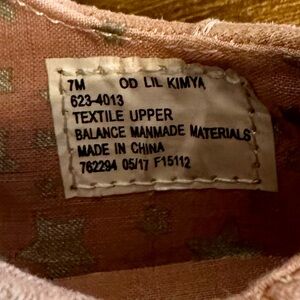 7M OD LIL KIMYA
623-4013
TEXTILE UPPER
BALANCE MANMADE MATERIALS
MADE IN CHINA
762294 05/17 F15112